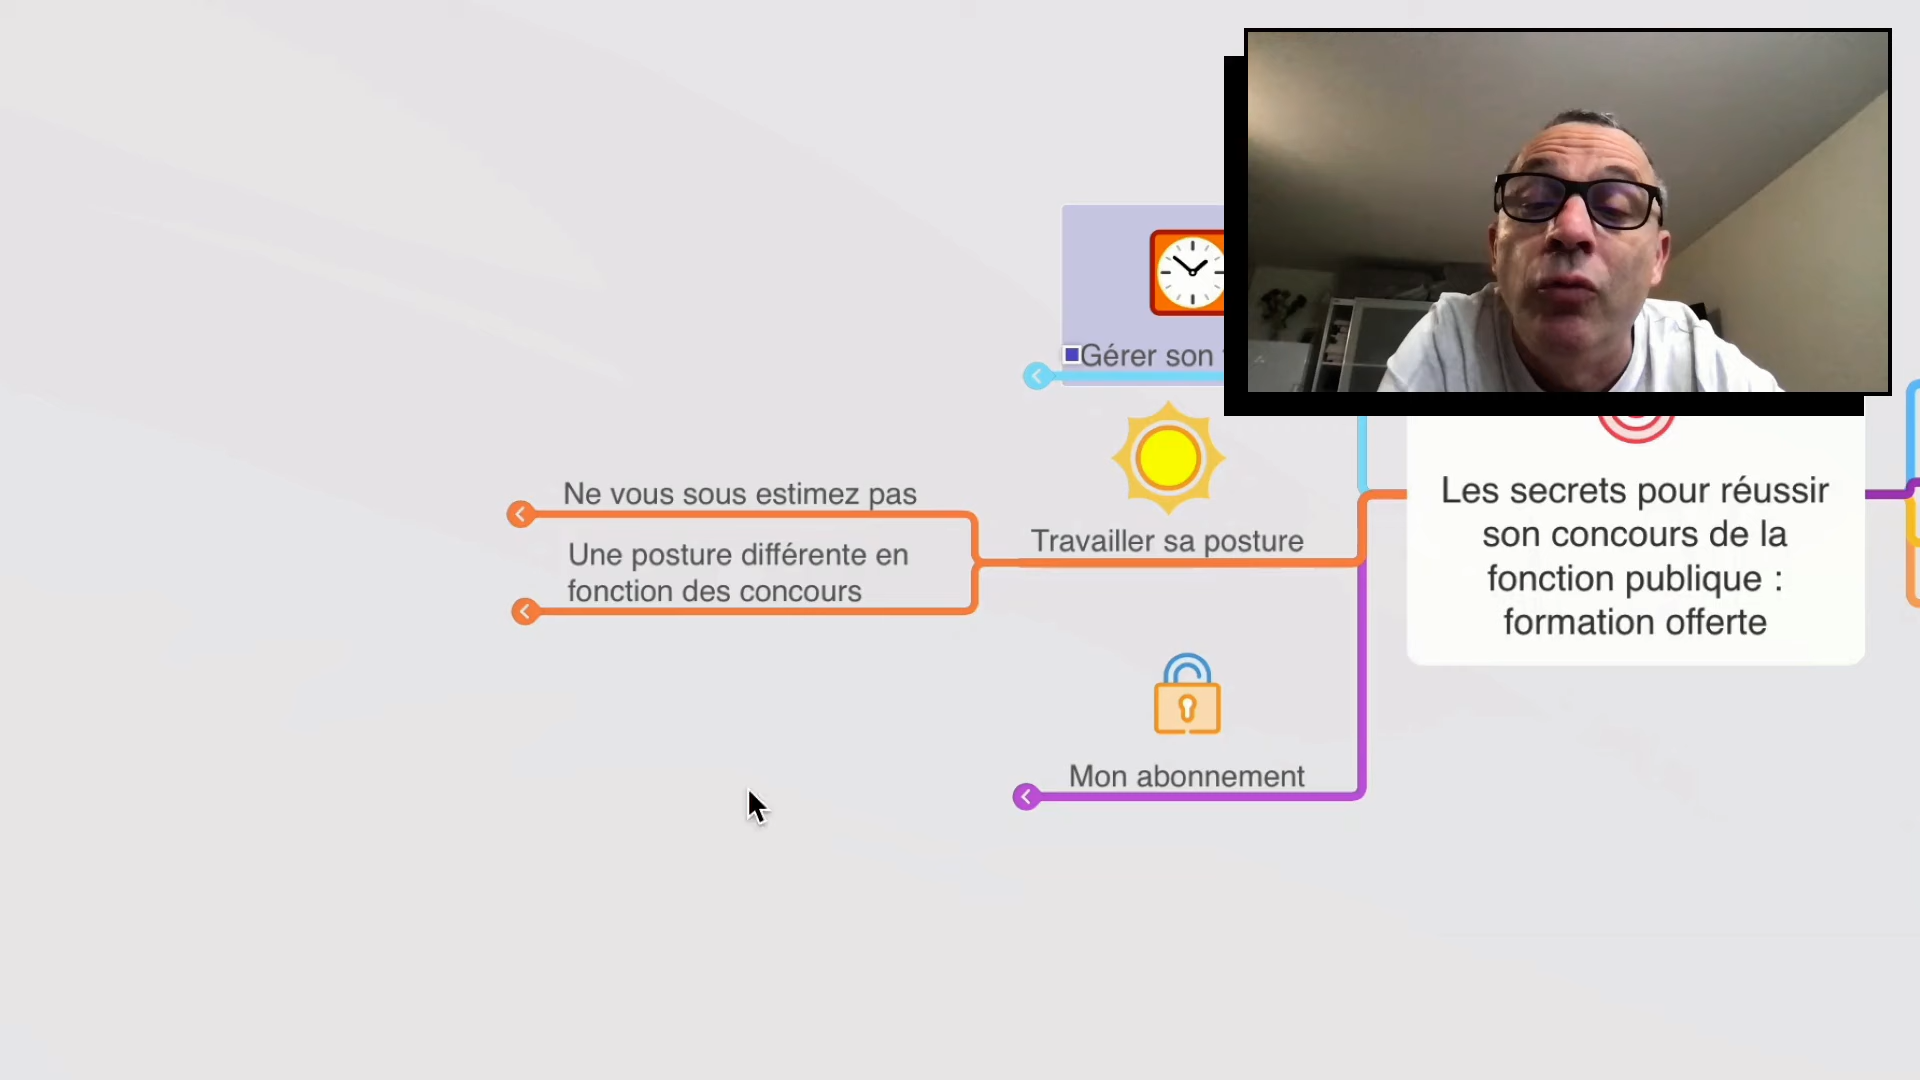 Gérer son
Ne vous sous estimez pas
Une posture différente en
fonction des concours
Travailler sa posture
Les secrets pour réussir
son concours de la
fonction publique :
formation offerte
Mon abonnement